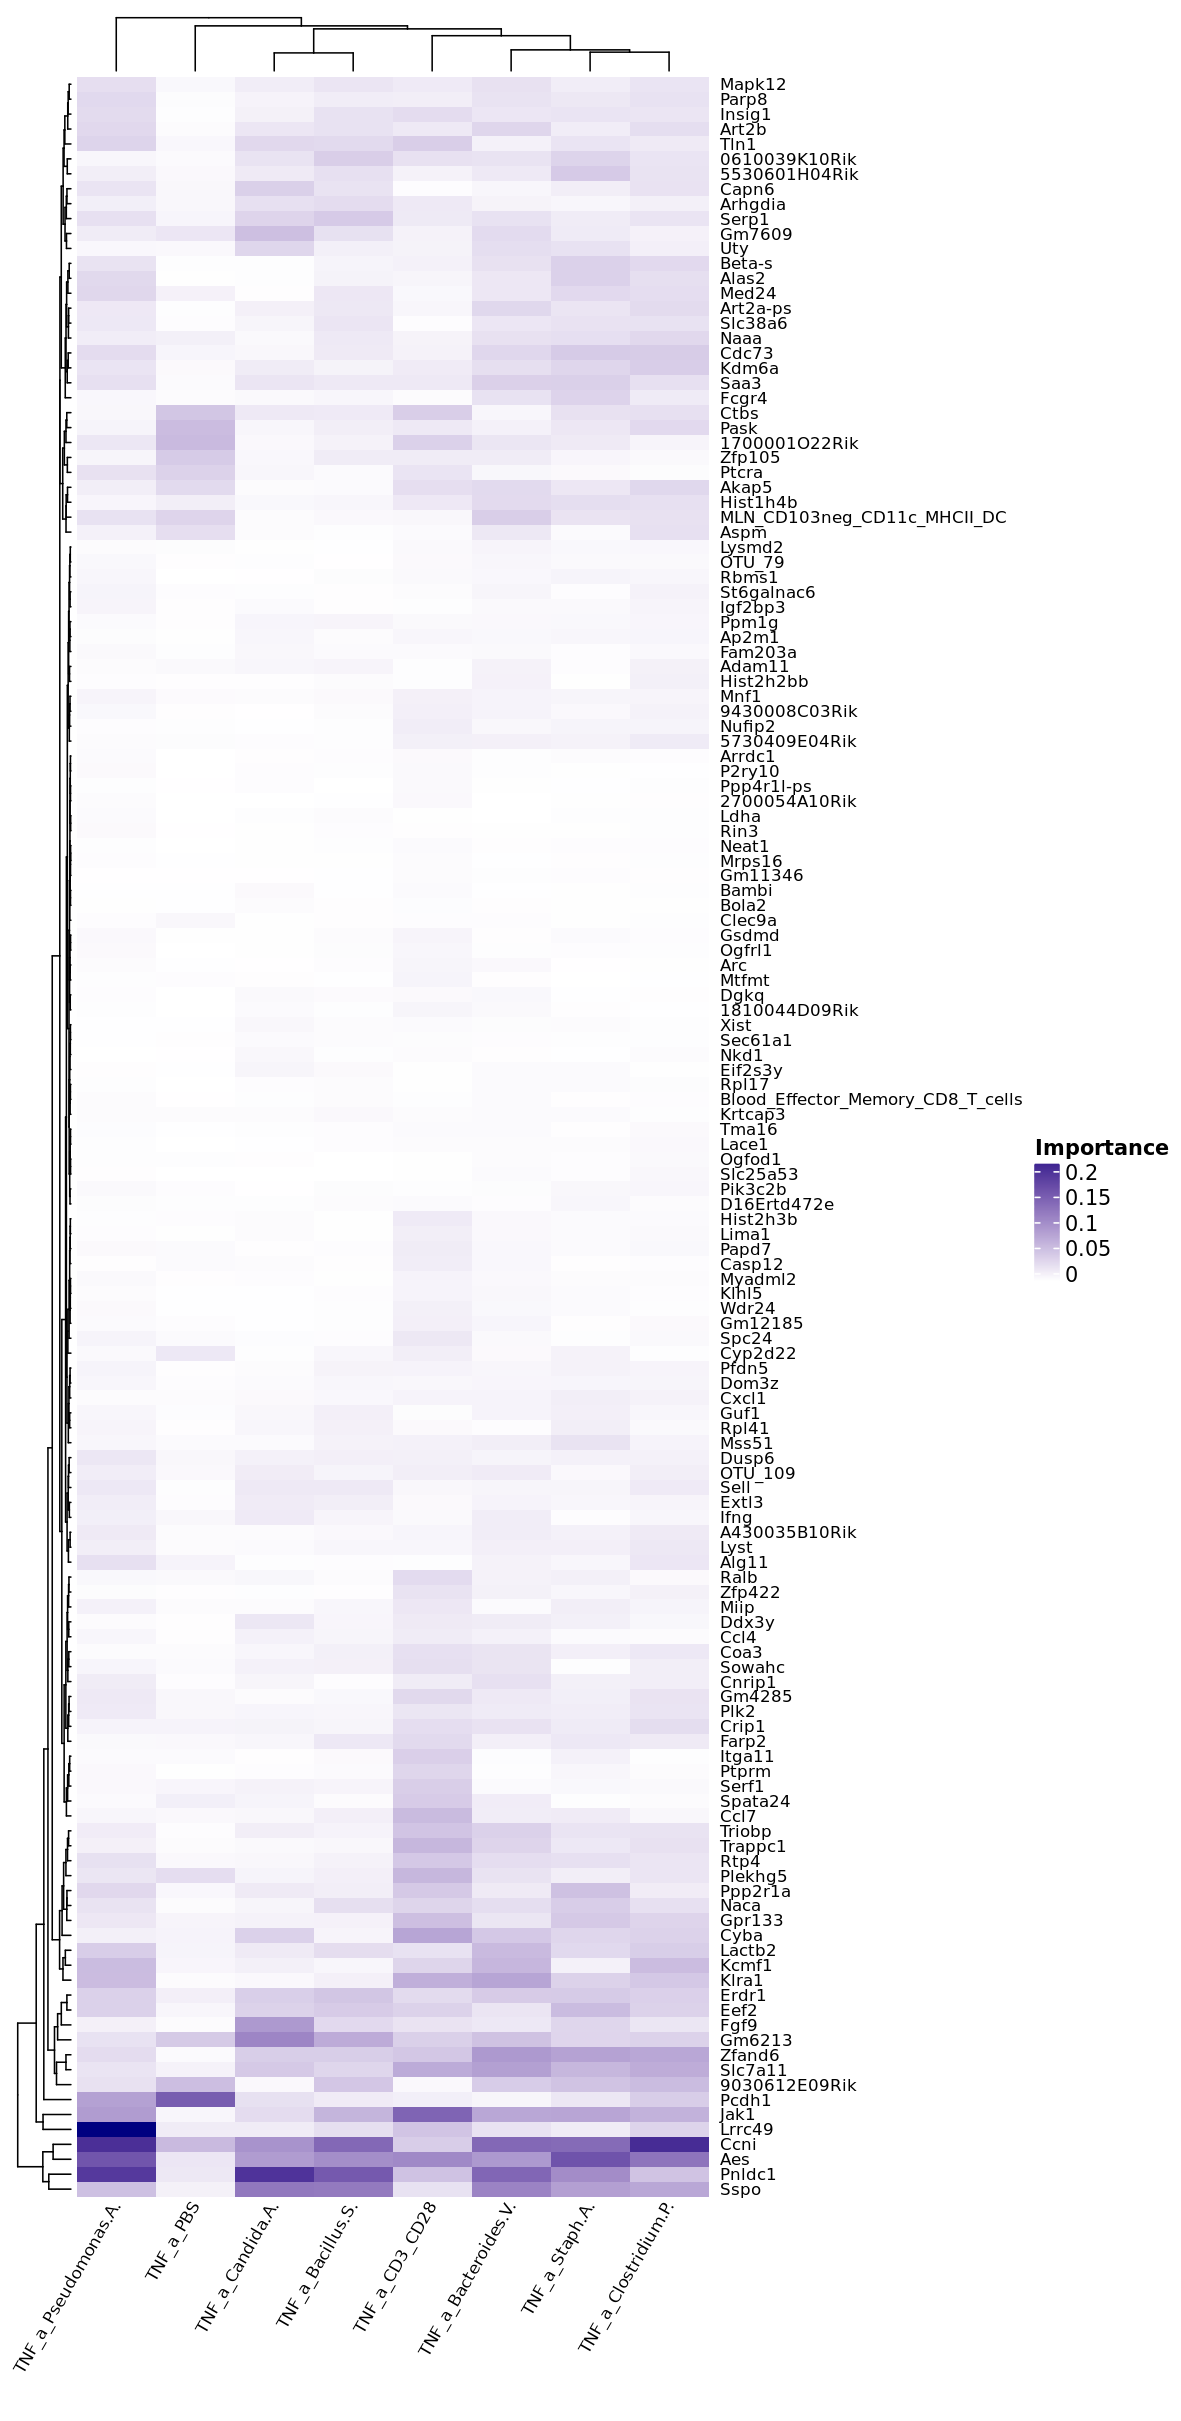 Mapk12
Parp8
Insig1
Art2b
Tln1
0610039K10Rik
5530601H04Rik
Capn6
Arhgdia
Serp1
Gm7609
Uty
Beta-s
Alas2
Med24
Art2a-ps
Slc38a6
Naaa
Cdc73
Kdm6a
Saa3
Fcgr4
Ctbs
Pask
1700001O22Rik
Zfp105
Ptcra
Akap5
Hist1h4b
MLN_CD103neg_CD11c_MHCII_DC
Aspm
Lysmd2
OTU_79
Rbms1
St6galnac6
Igf2bp3
Ppm1g
Ap2m1
Fam203a
Adam11
Hist2h2bb
Mnf1
9430008C03Rik
Nufip2
5730409E04Rik
Arrdc1
P2ry10
Ppp4r1l-ps
2700054A10Rik
Ldha
Rin3
Neat1
Mrps16
Gm11346
Bambi
Bola2
Clec9a
Gsdmd
Ogfrl1
Arc
Mtfmt
Dgkq
1810044D09Rik
Xist
Sec61a1
Nkd1
Eif2s3y
Rpl17
Blood_Effector_Memory_CD8_T_cells
Krtcap3
Tma16
Lace1
Ogfod1
Slc25a53
Pik3c2b
D16Ertd472e
Hist2h3b
Lima1
Papd7
Casp12
Myadml2
Klhl5
Wdr24
Gm12185
Spc24
Cyp2d22
Pfdn5
Dom3z
Cxcl1
Guf1
Rpl41
Mss51
Dusp6
OTU_109
Sell
Extl3
Ifng
A430035B10Rik
Lyst
Alg11
Ralb
Zfp422
Miip
Ddx3y
Ccl4
Coa3
Sowahc
Cnrip1
Gm4285
Plk2
Crip1
Farp2
Itga11
Ptprm
Serf1
Spata24
Ccl7
Triobp
Trappc1
Rtp4
Plekhg5
Ppp2r1a
Naca
Gpr133
Cyba
Lactb2
Kcmf1
Klra1
Erdr1
Eef2
Fgf9
Gm6213
Zfand6
Slc7a11
9030612E09Rik
Pcdh1
Jak1
Lrrc49
Ccni
Aes
Pnldc1
Sspo
Importance
0.2
0.15
0.1
0.05
0
TNF_a_Pseudomonas.A.
TNF_a_PBS
TNF_a_Candida.A.
TNF_a_Bacillus.S.
TNF_a_CD3_CD28
TNF_a_Bacteroides.V.
TNF_a_Staph.A.
TNF_a_Clostridium.P.